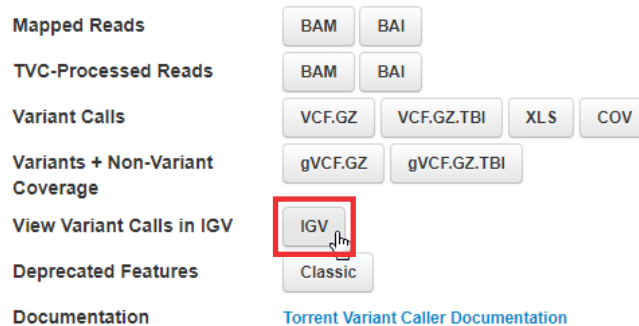 Mapped Reads BAM BAI
TVC-Processed Reads BAM BAI
Variant Calls VCF.GZ VCF.GZ.TBI XLS COV
Variants + Non-Variant
Coverage gVCF.GZ gVCF.GZ.TBI
View Variant Calls in IGV IGV
Deprecated Features Classic
Documentation Torrent Variant Caller Documentation